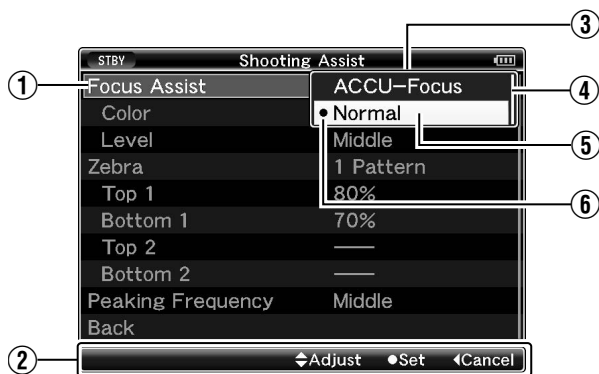 ③
STBY Shooting Assist
① Focus Assist ACCU-Focus ④
Color ● Normal
Level Middle ⑤
Zebra 1 Pattern
Top 1 80% ⑥
Bottom 1 70%
Top 2 ——
Bottom 2 ——
Peaking Frequency Middle
Back
② Adjust ●Set Cancel